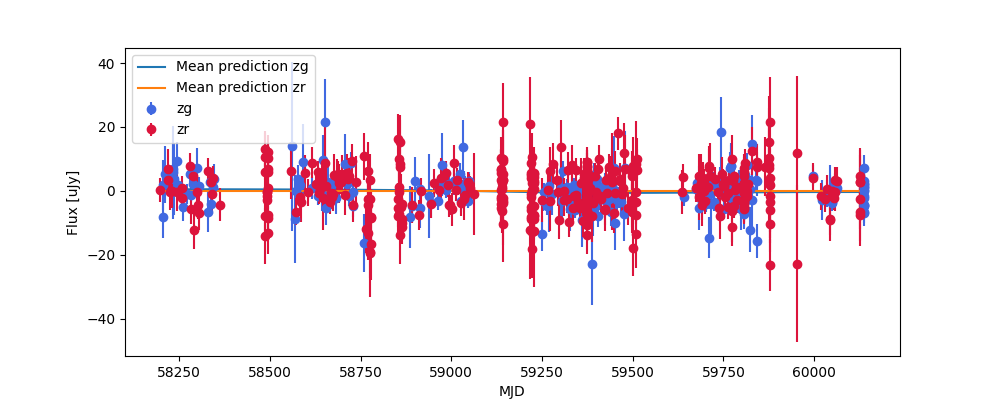 Mean prediction zg
Mean prediction zr
zg
zr
Flux [uJy]
40
20
0
−20
−40
58250
58500
58750
59000
59250
59500
59750
60000
MJD